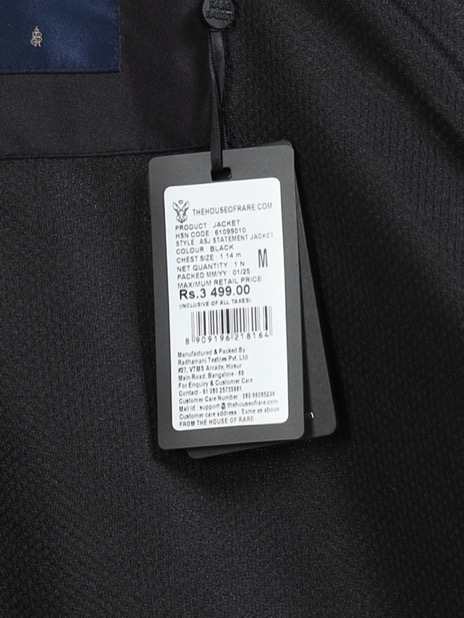 THEHOUSEOFRARE.COM
PRODUCT : JACKET
HSN CODE : 61099010
STYLE : ASJ STATEMENT JACKET
COLOUR : BLACK
CHEST SIZE : 1.14 m
NET QUANTITY : 1 N
M
PACKED MM/YY : 01/25
MAXIMUM RETAIL PRICE
Rs.3 499.00
(INCLUSIVE OF ALL TAXES)
8 909196 218164
Manufactured & Packed By
Radhamani Textiles Pvt. Ltd
#27, VTMS Arcade, Hosur
Main Road, Bangalore - 68
For Enquiry & Customer Care
Contact : 91 080 25735981
Customer Care Number : 080
Mail id : support @ thehouseofrare.com
Customer care address . Same as above
FROM THE HOUSE OF RARE